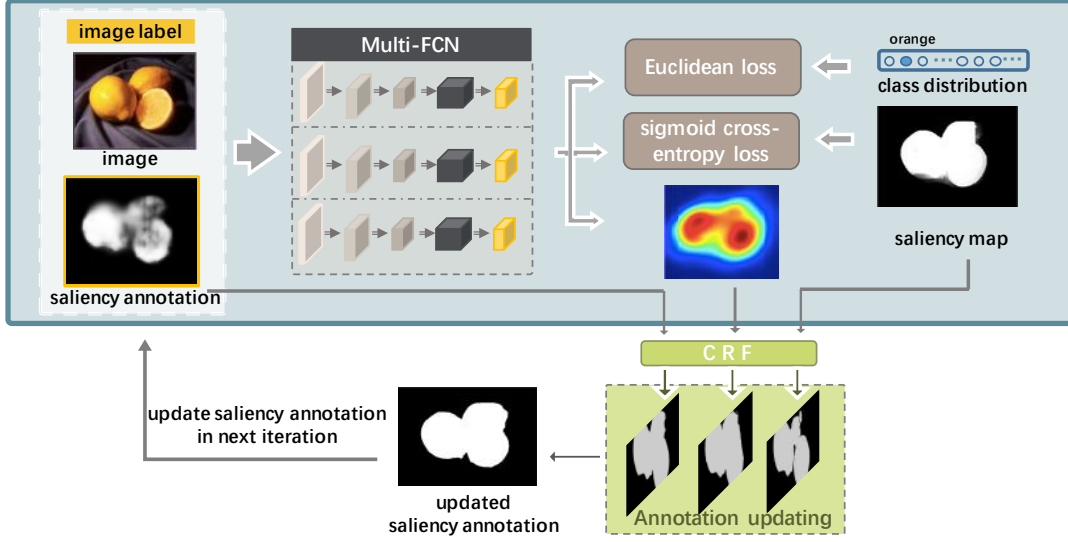 image label
image
saliency annotation
Multi-FCN
Euclidean loss
sigmoid cross-
entropy loss
orange
class distribution
saliency map
C R F
Annotation updating
updated
saliency annotation
update saliency annotation
in next iteration